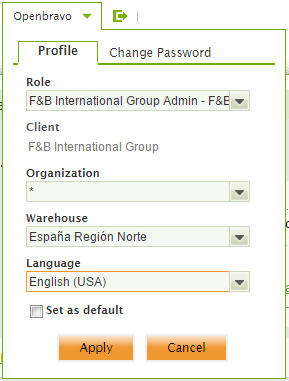 Openbravo
Profile Change Password
Role
F&B International Group Admin - F&B
Client
F&B International Group
Organization
*
Warehouse
España Región Norte
Language
English (USA)
Set as default
Apply Cancel